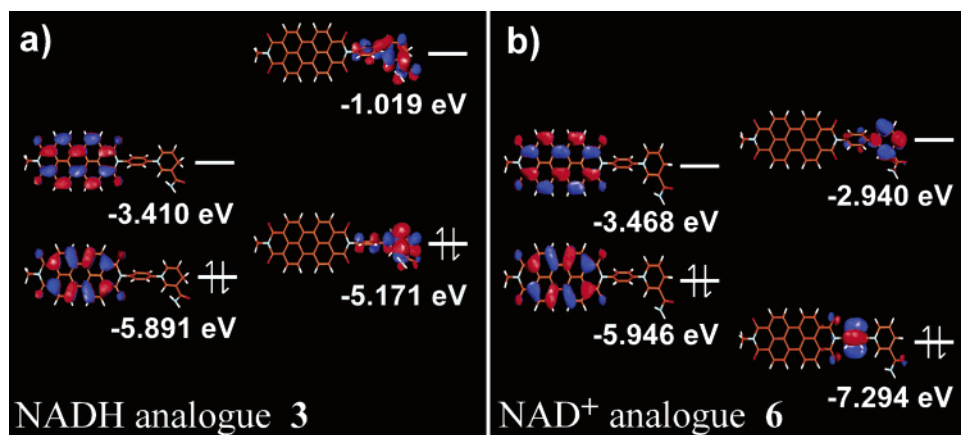 a)
-1.019 eV
-3.410 eV
-5.171 eV
-5.891 eV
NADH analogue 3
b)
-2.940 eV
-3.468 eV
-5.946 eV
-7.294 eV
NAD⁺ analogue 6